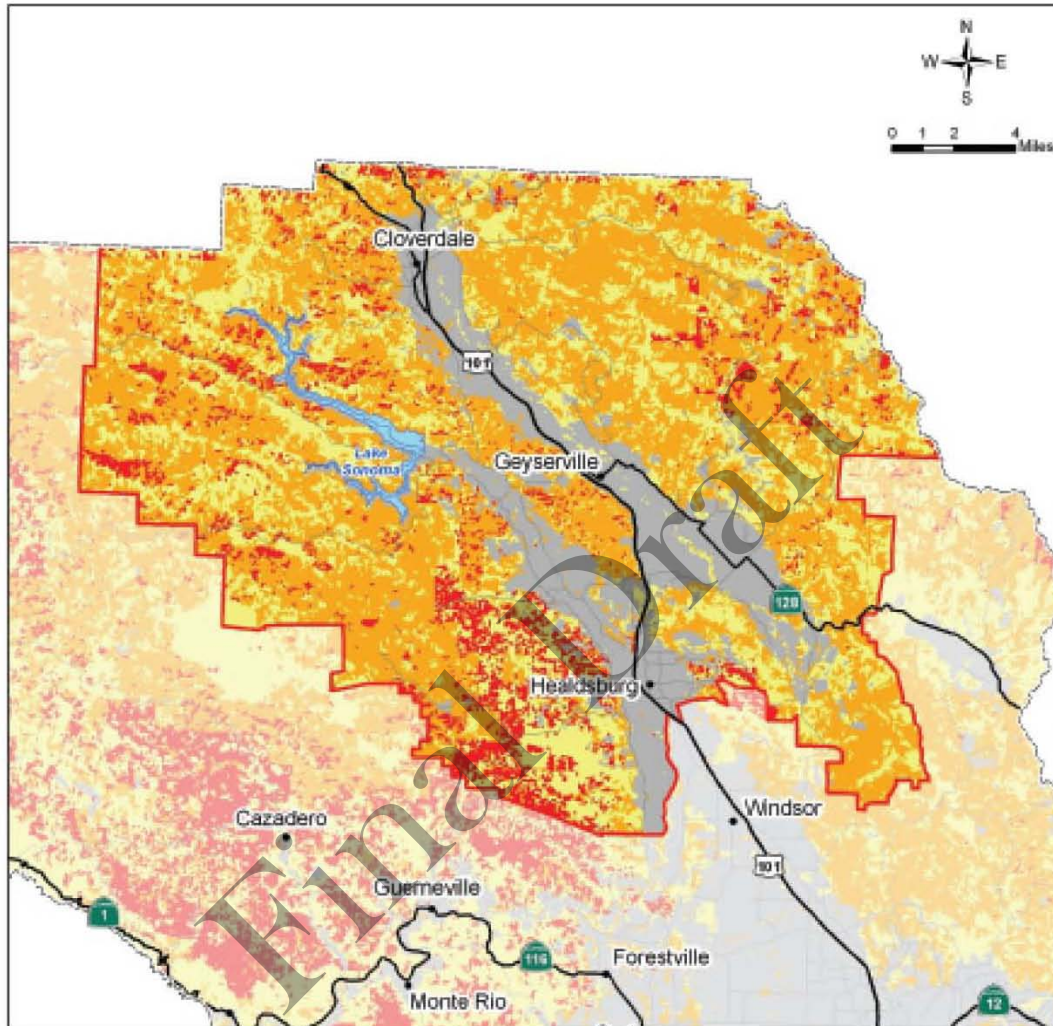 N
W E
S
0 1 2 4
Miles
Cloverdale
101
Lake
Sonoma
Geyserville
128
Healdsburg
Windsor
Cazadero
101
Guerneville
1
116
Forestville
Monte Rio
12
Final Draft